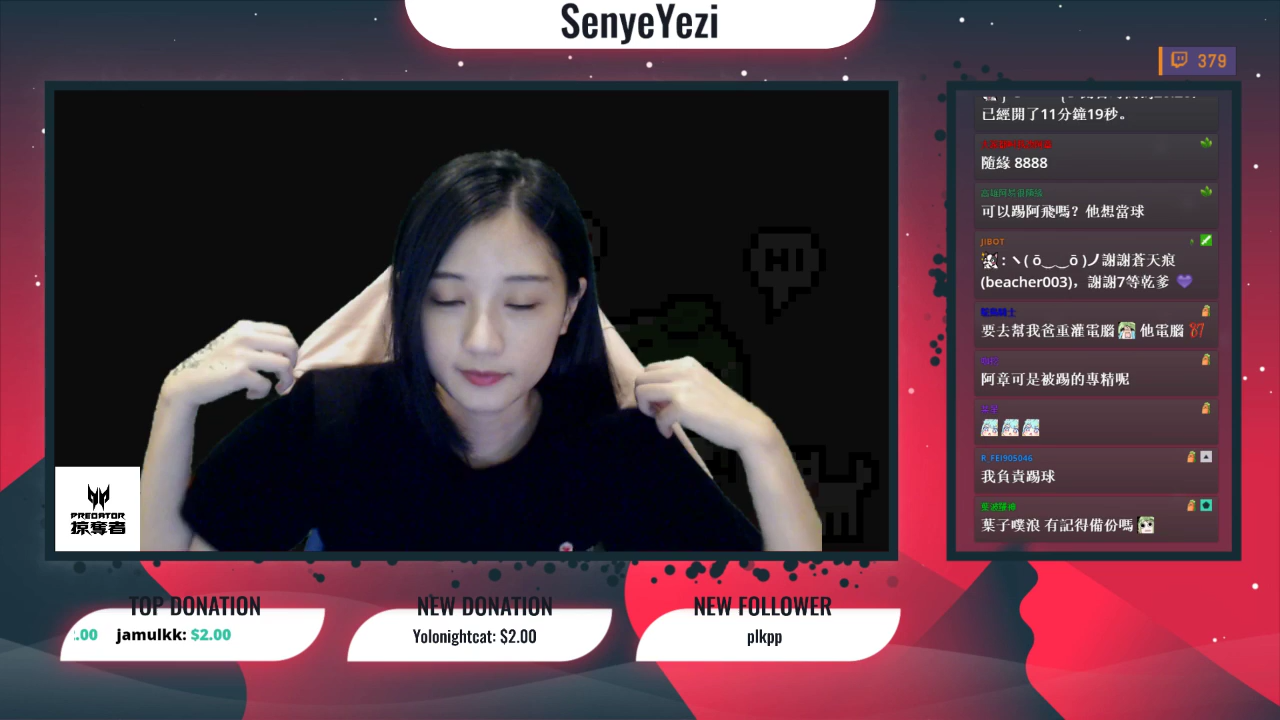 SenyeYezi
379
已經開了11分鐘19秒。
隨緣 8888
可以踢阿飛嗎? 他想當球
JIBOT
: ヽ( ō‿‿ō )ノ謝謝蒼天痕
(beacher003), 謝謝7等乾爹
要去幫我爸重灌電腦 他電腦 87
阿章可是被踢的專精呢
R_FEI905046
我負責踢球
葉子噗浪 有記得備份嗎
HI
PREDATOR
掠奪者
TOP DONATION
.00 jamulkk: $2.00
NEW DONATION
Yolonightcat: $2.00
NEW FOLLOWER
plkpp